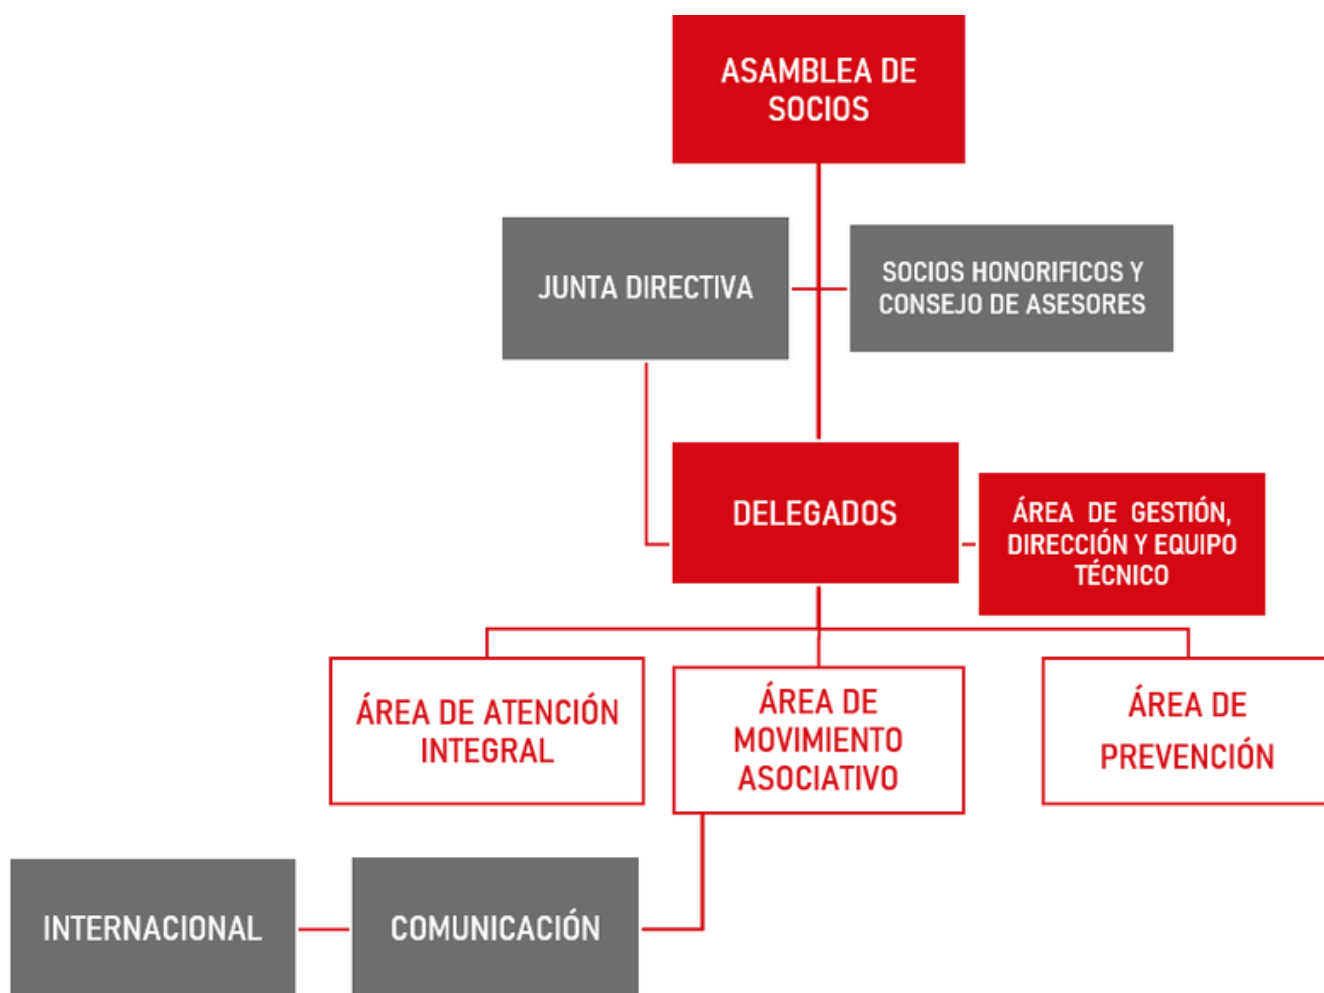 ASAMBLEA DE
SOCIOS
JUNTA DIRECTIVA
SOCIOS HONORIFICOS Y
CONSEJO DE ASESORES
DELEGADOS
ÁREA DE GESTIÓN,
DIRECCIÓN Y EQUIPO
TÉCNICO
ÁREA DE ATENCIÓN
INTEGRAL
ÁREA DE
MOVIMIENTO
ASOCIATIVO
ÁREA DE
PREVENCIÓN
INTERNACIONAL
COMUNICACIÓN